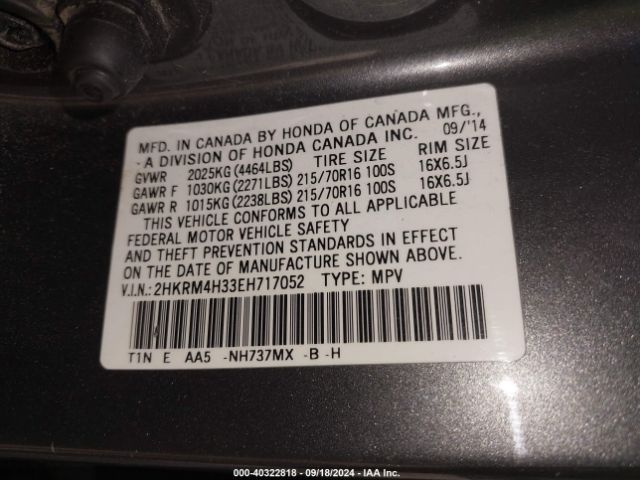 MFD. IN CANADA BY HONDA OF CANADA MFG.,
- A DIVISION OF HONDA CANADA INC. 09/'14
GVWR 2025KG (4464LBS) TIRE SIZE RIM SIZE
GAWR F 1030KG (2271LBS) 215/70R16 100S 16X6.5J
GAWR R 1015KG (2238LBS) 215/70R16 100S 16X6.5J
THIS VEHICLE CONFORMS TO ALL APPLICABLE
FEDERAL MOTOR VEHICLE SAFETY
AND THEFT PREVENTION STANDARDS IN EFFECT
ON THE DATE OF MANUFACTURE SHOWN ABOVE.
V.I.N.: 2HKRM4H33EH717052 TYPE: MPV
T1N E AA5 -NH737MX -B -H
000-40322818 - 09/18/2024 - IAA Inc.